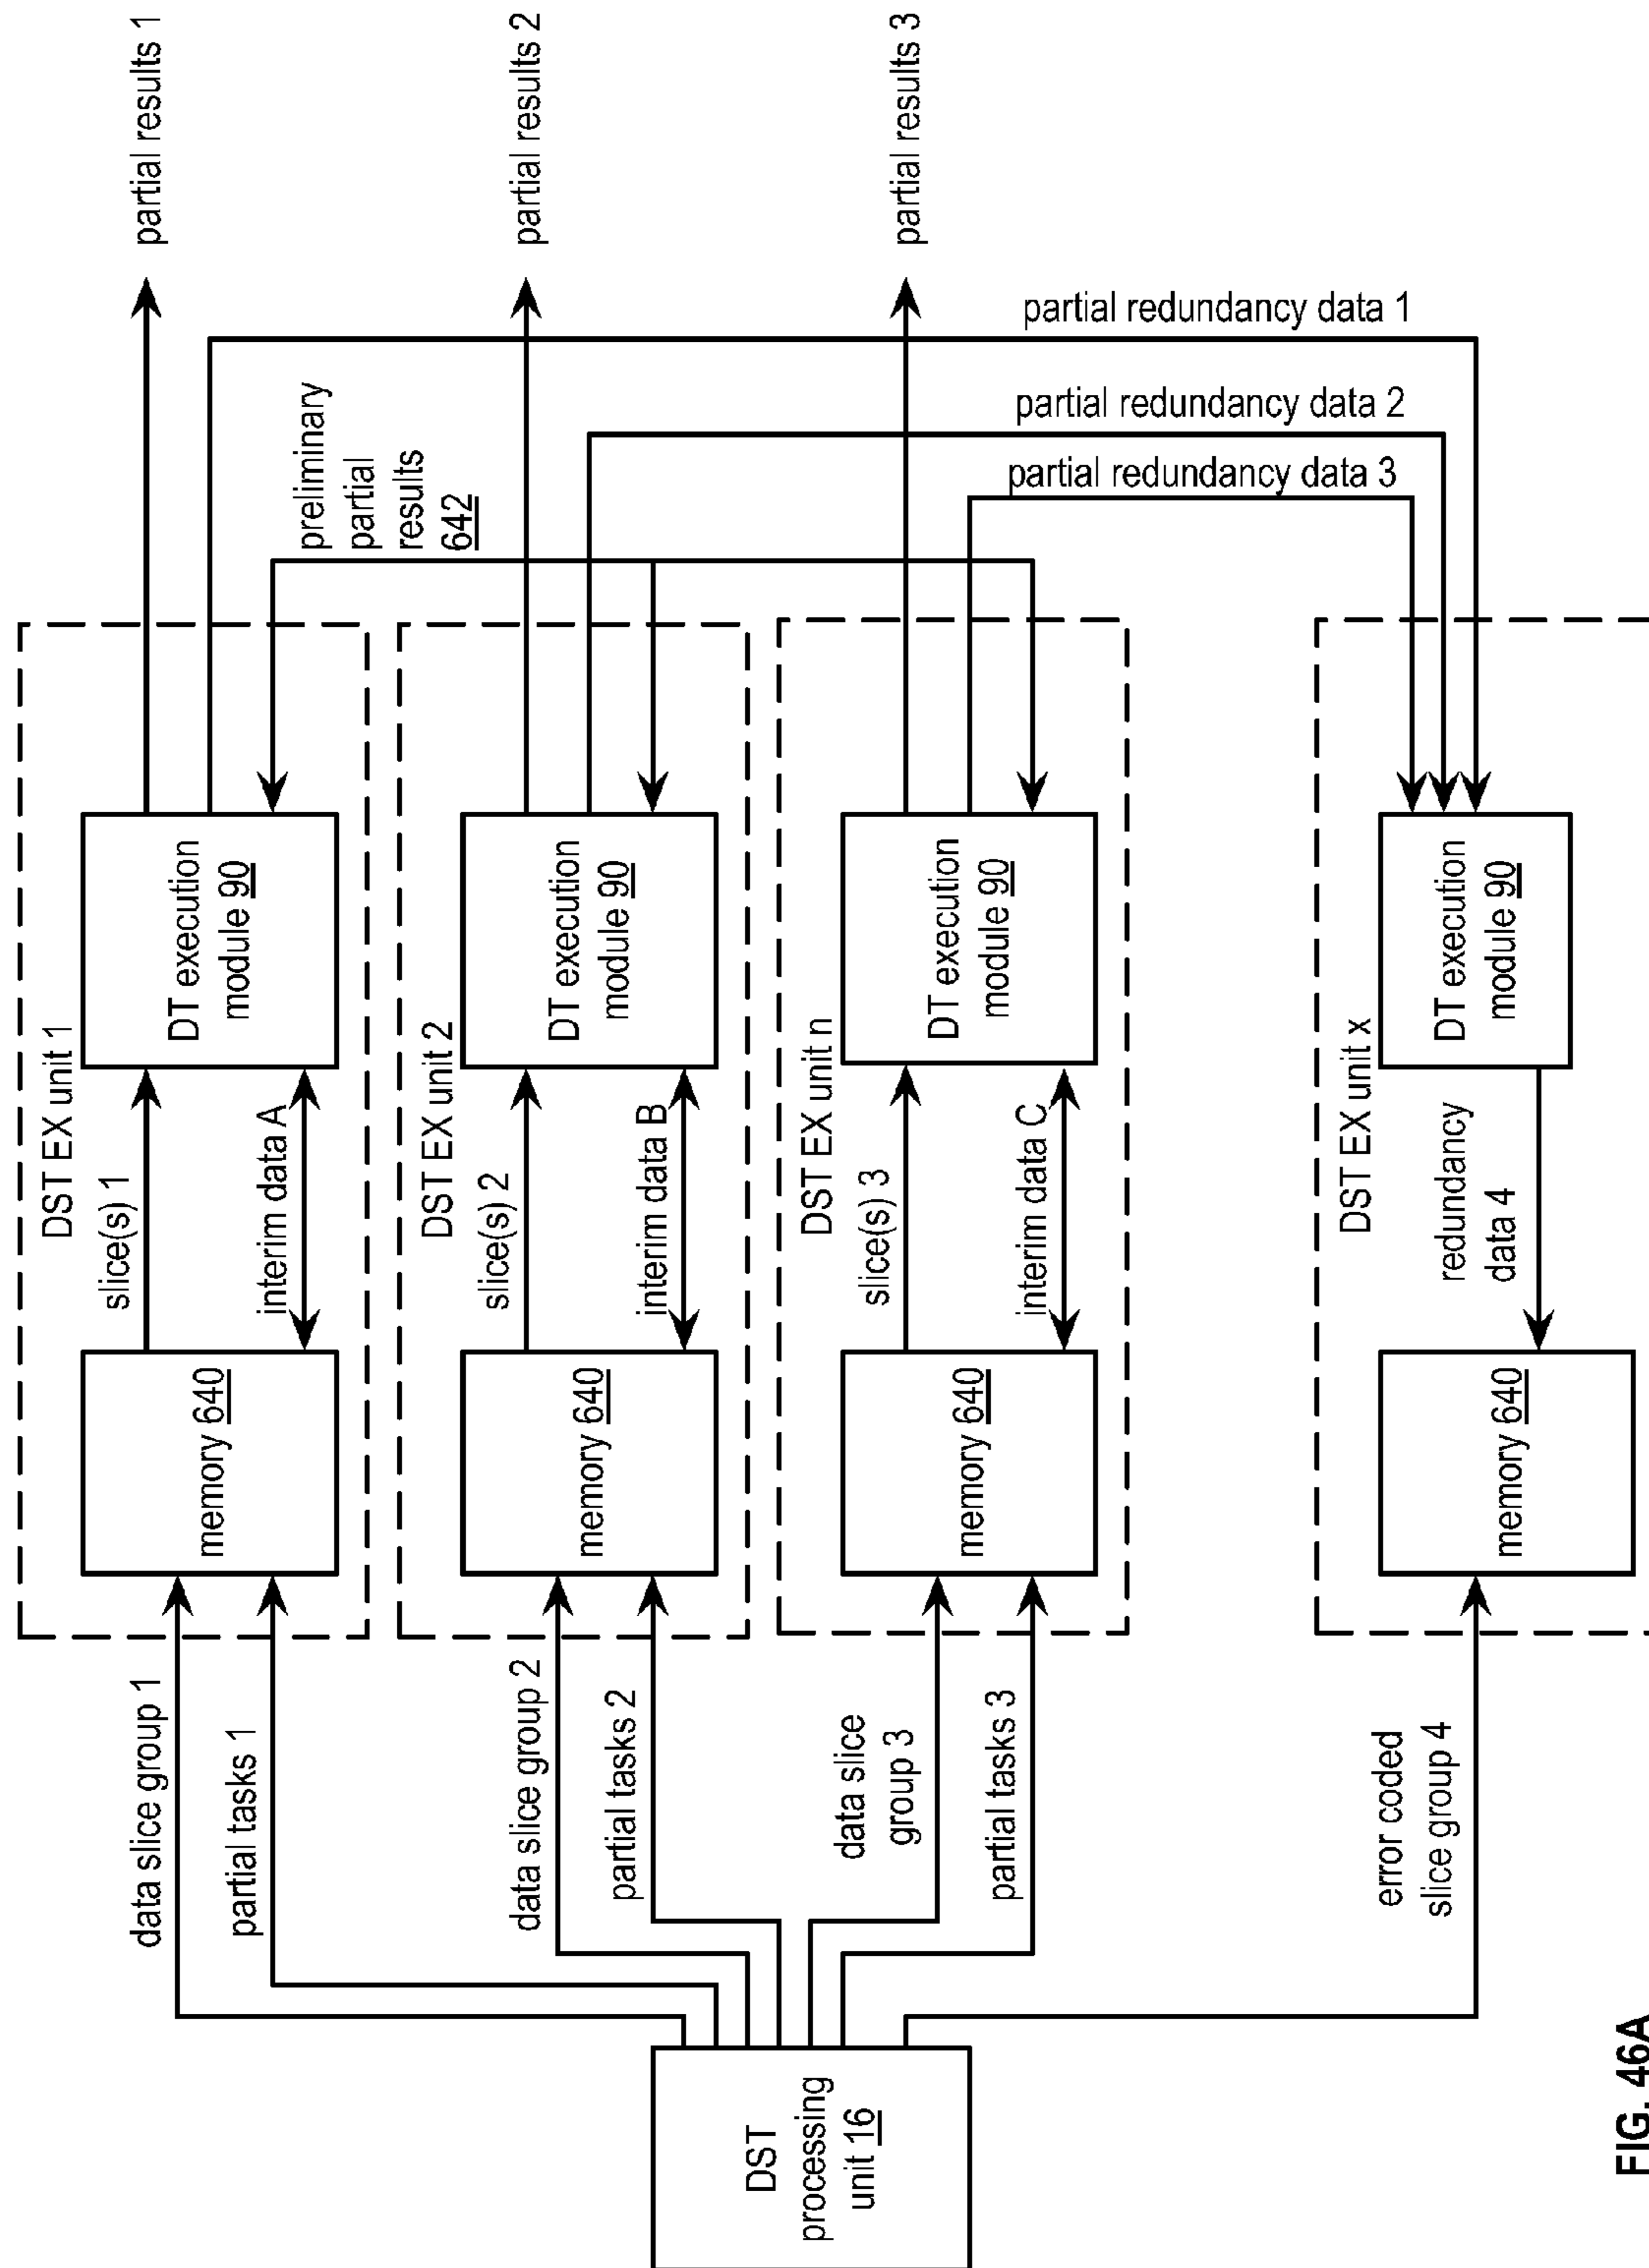 DST
processing
unit 16
data slice group 1
partial tasks 1
data slice group 2
partial tasks 2
data slice
group 3
partial tasks 3
error coded
slice group 4
DST EX unit 1
memory 640
slice(s) 1
interim data A
DT execution
module 90
partial results 1
DST EX unit 2
memory 640
slice(s) 2
interim data B
DT execution
module 90
partial results 2
DST EX unit n
memory 640
slice(s) 3
interim data C
DT execution
module 90
partial results 3
preliminary
partial
results
642
partial redundancy data 1
partial redundancy data 2
partial redundancy data 3
DST EX unit x
memory 640
redundancy
data 4
DT execution
module 90
FIG. 46A